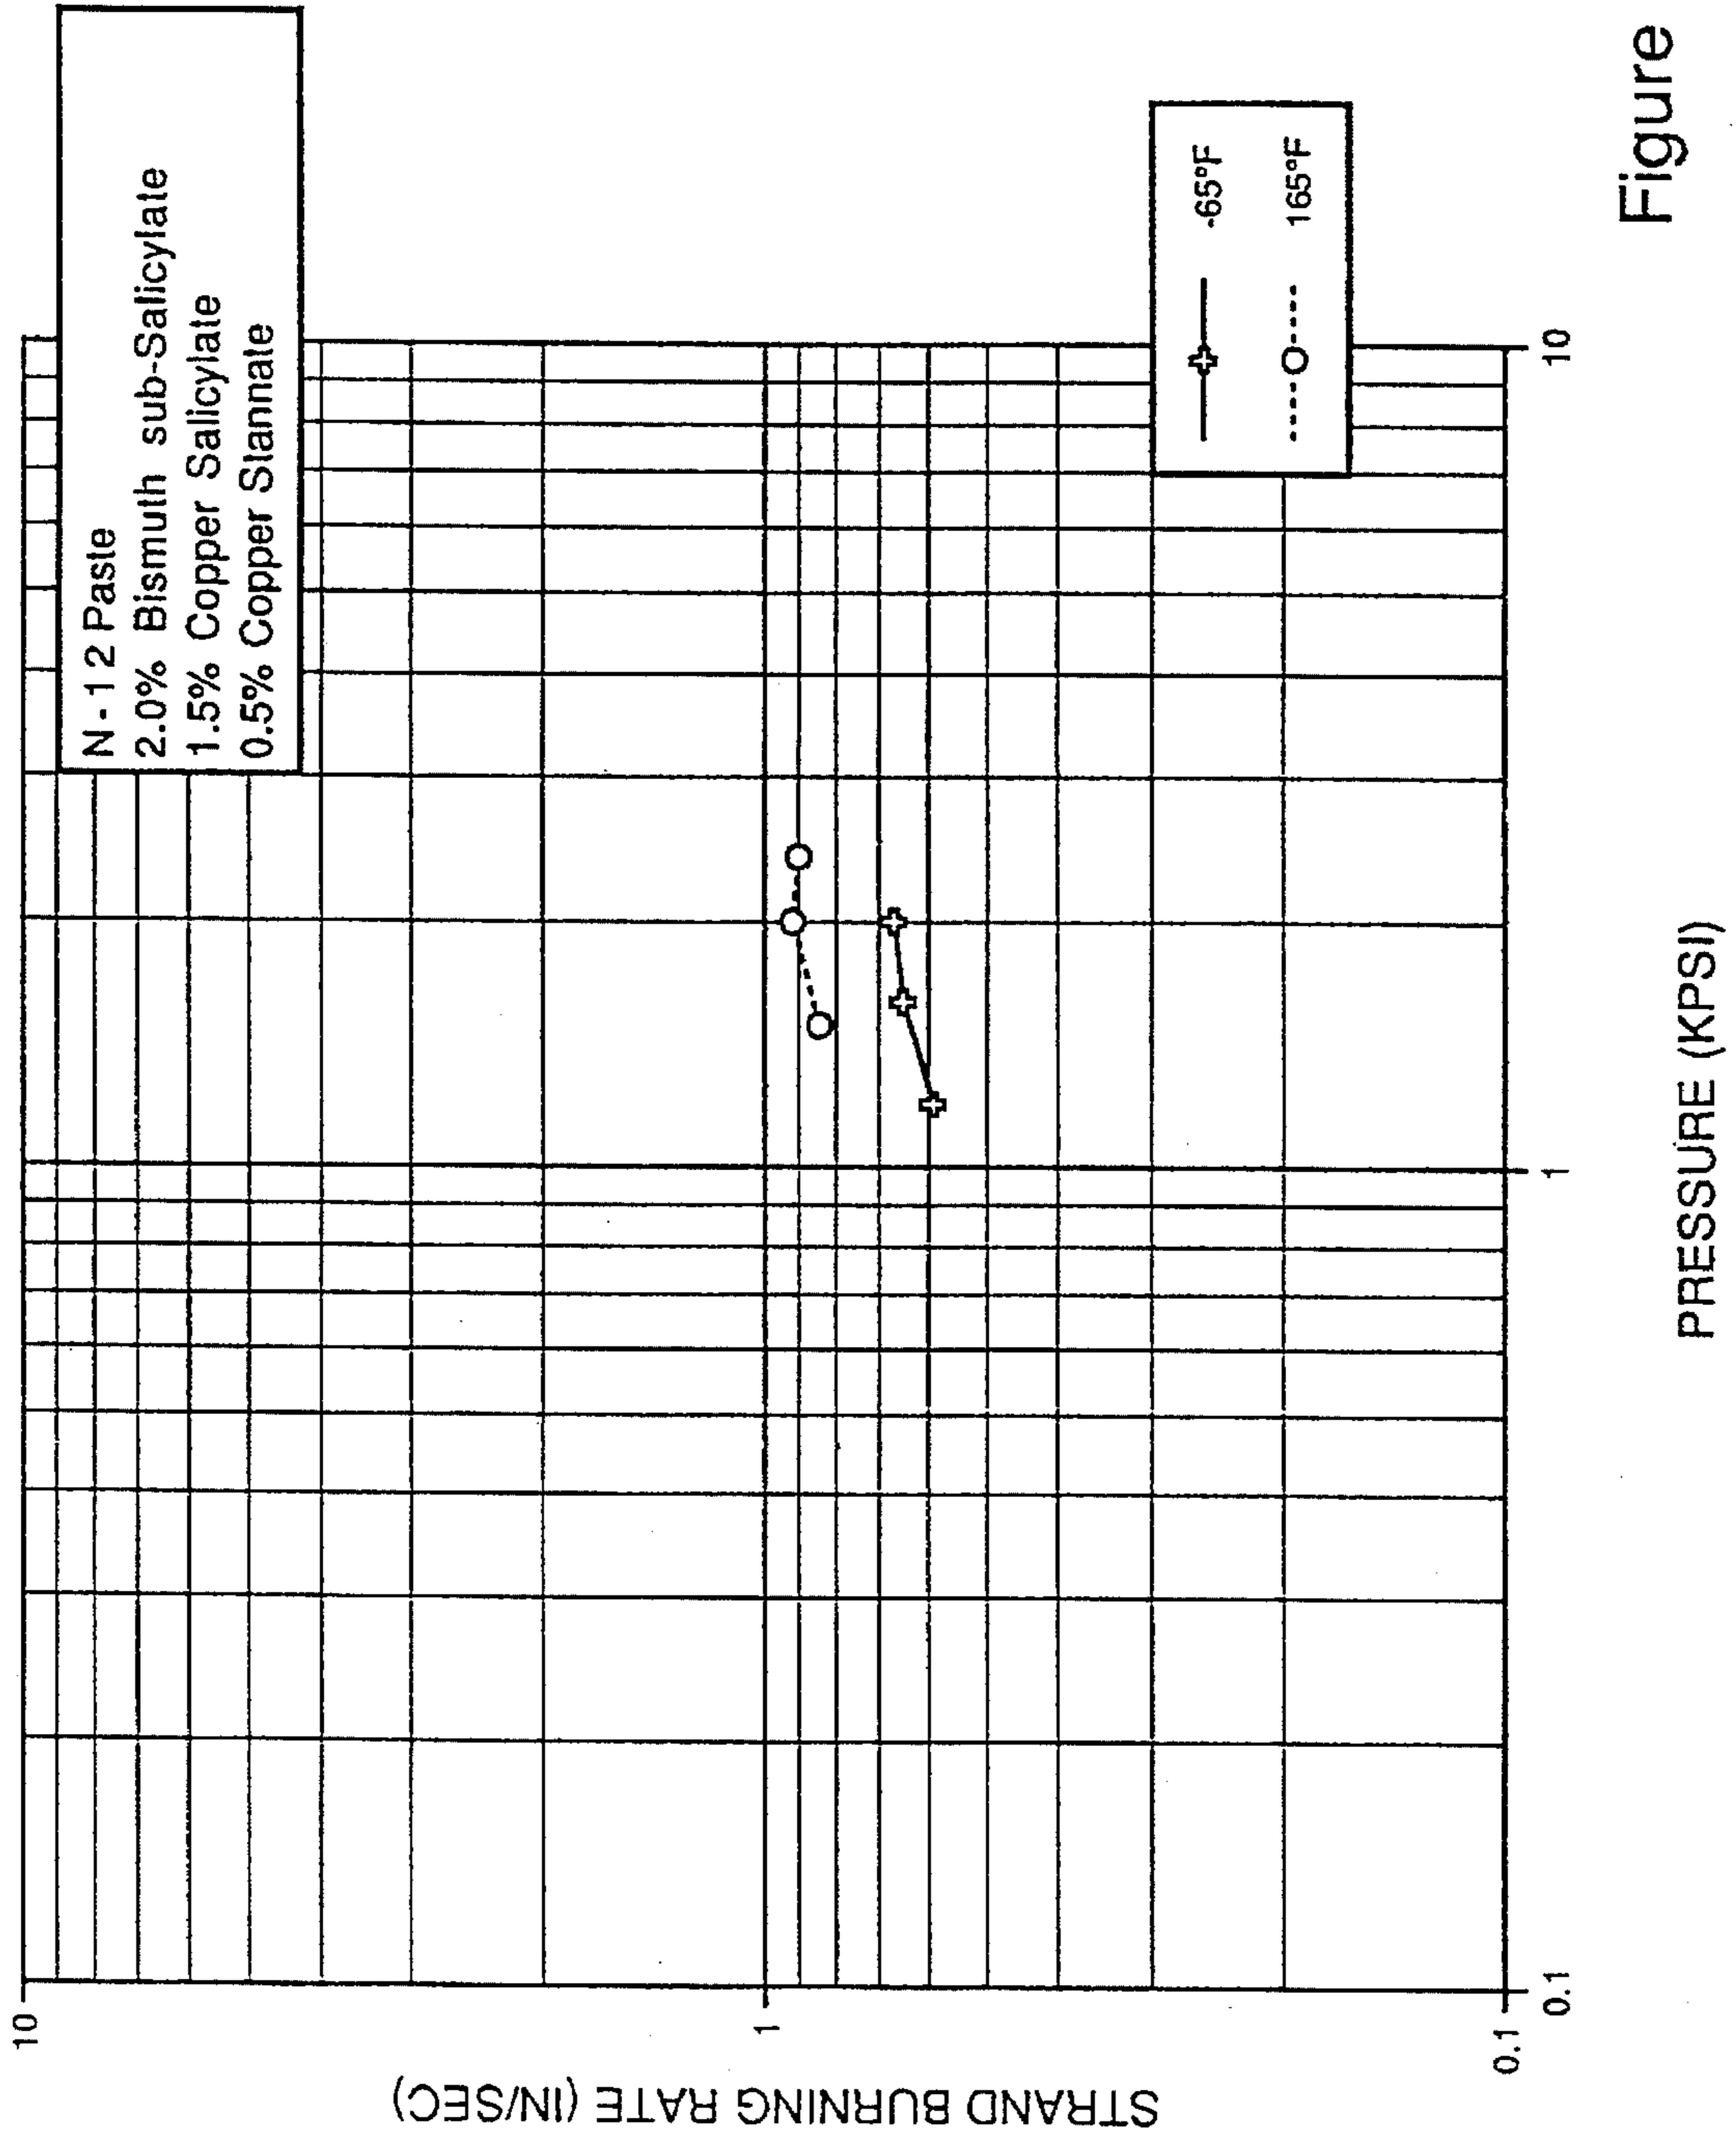 N-12 Paste
2.0% Bismuth sub-Salicylate
1.5% Copper Salicylate
0.5% Copper Stannate
10
1
0.1
STRAND BURNING RATE (IN/SEC)
-65°F
165°F
0.1
1
10
PRESSURE (KPSI)
Figure